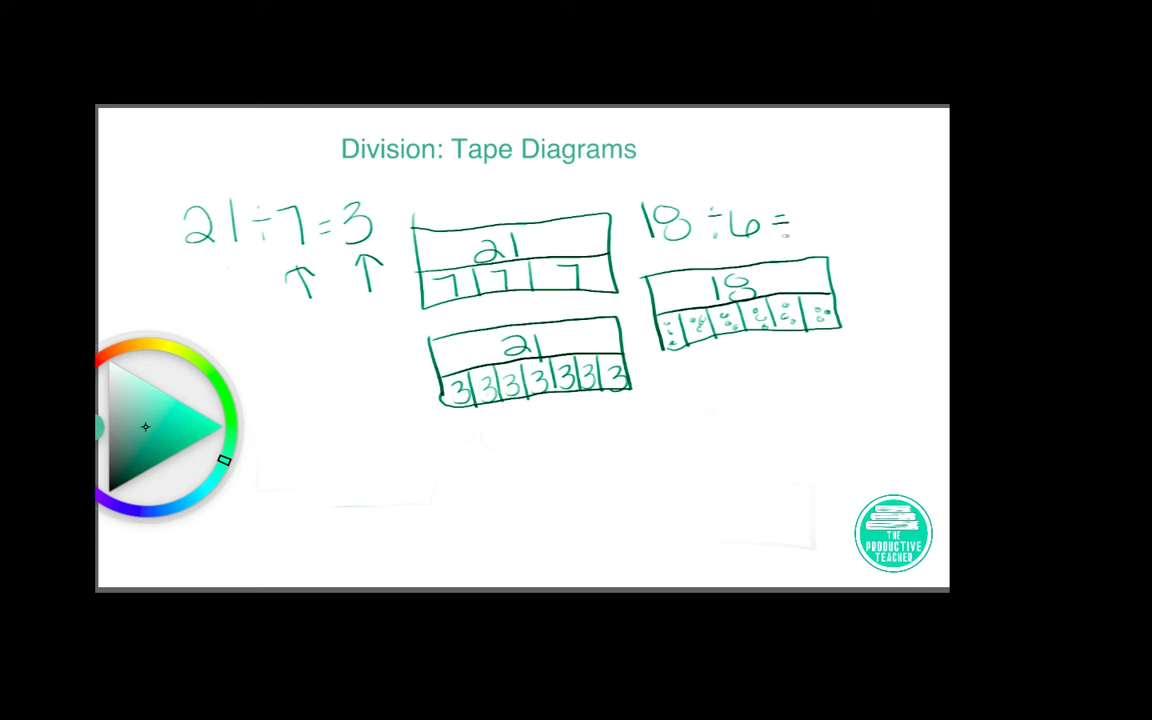 Division: Tape Diagrams
21÷7=3
21
7 7 7
21
3 3 3 3 3 3 3
18÷6=
18
THE
PRODUCTIVE
TEACHER